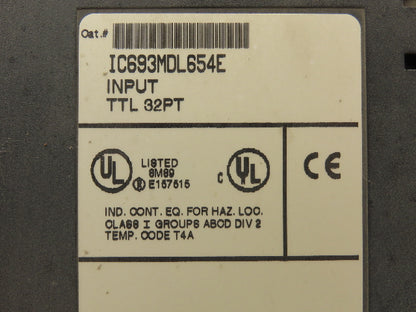 Cat.#
IC693MDL654E
INPUT
TTL 32PT
UL LISTED
6M89
® E157515
C UL
CE
IND. CONT. EQ. FOR HAZ. LOC.
CLASS I GROUPS ABCD DIV 2
TEMP. CODE T4A